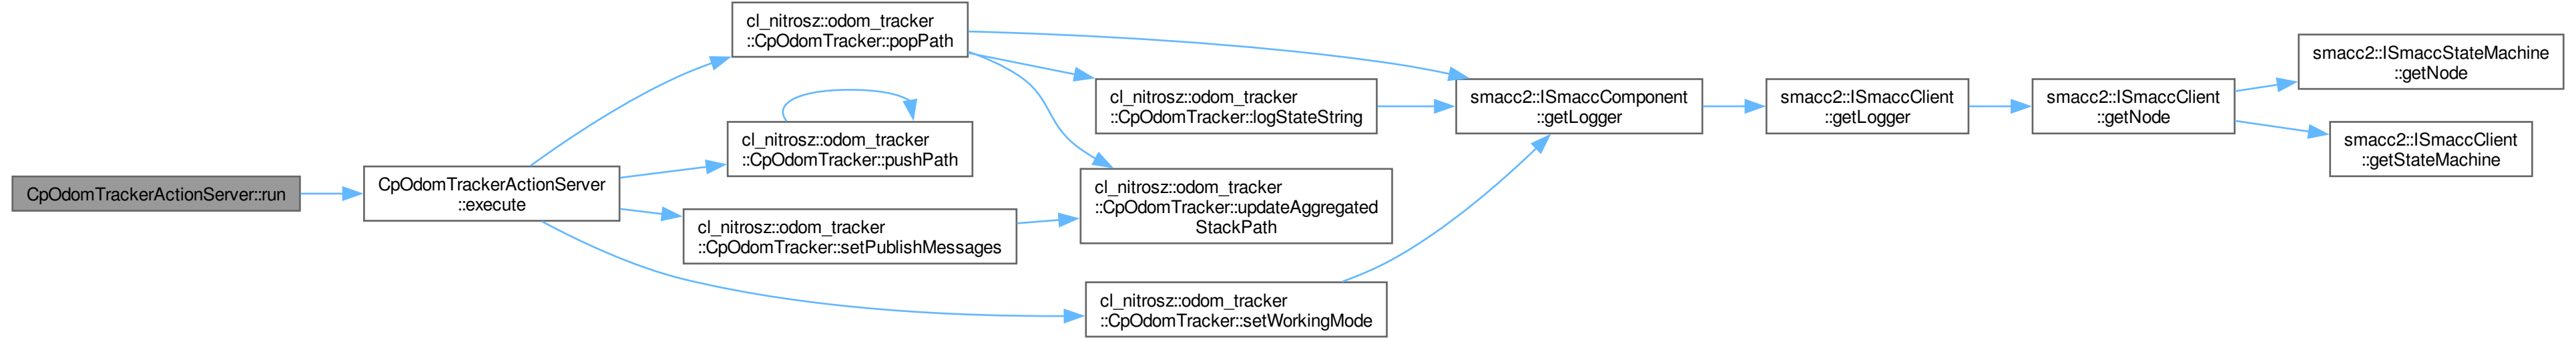 CpOdomTrackerActionServer::run
CpOdomTrackerActionServer
::execute
cl_nitrosz::odom_tracker
::CpOdomTracker::popPath
cl_nitrosz::odom_tracker
::CpOdomTracker::pushPath
cl_nitrosz::odom_tracker
::CpOdomTracker::setPublishMessages
cl_nitrosz::odom_tracker
::CpOdomTracker::logStateString
cl_nitrosz::odom_tracker
::CpOdomTracker::updateAggregated
StackPath
cl_nitrosz::odom_tracker
::CpOdomTracker::setWorkingMode
smacc2::ISmaccComponent
::getLogger
smacc2::ISmaccClient
::getLogger
smacc2::ISmaccClient
::getNode
smacc2::ISmaccStateMachine
::getNode
smacc2::ISmaccClient
::getStateMachine